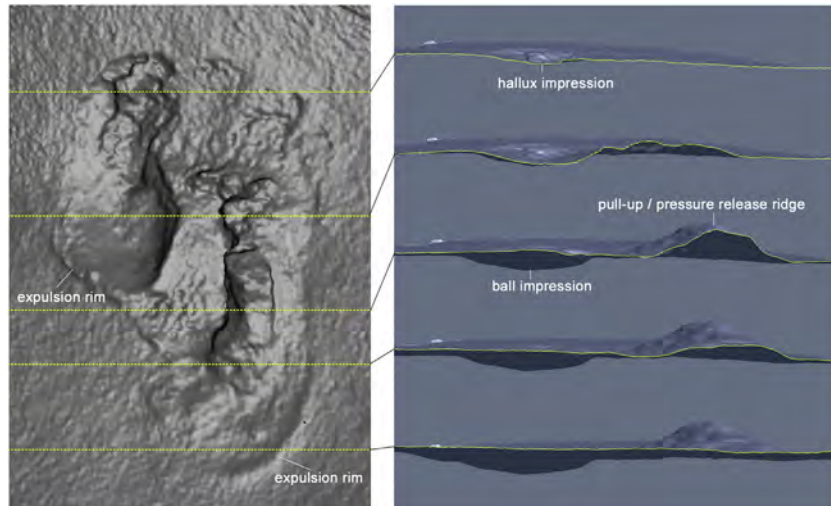 hallux impression
pull-up / pressure release ridge
expulsion rim
ball impression
expulsion rim